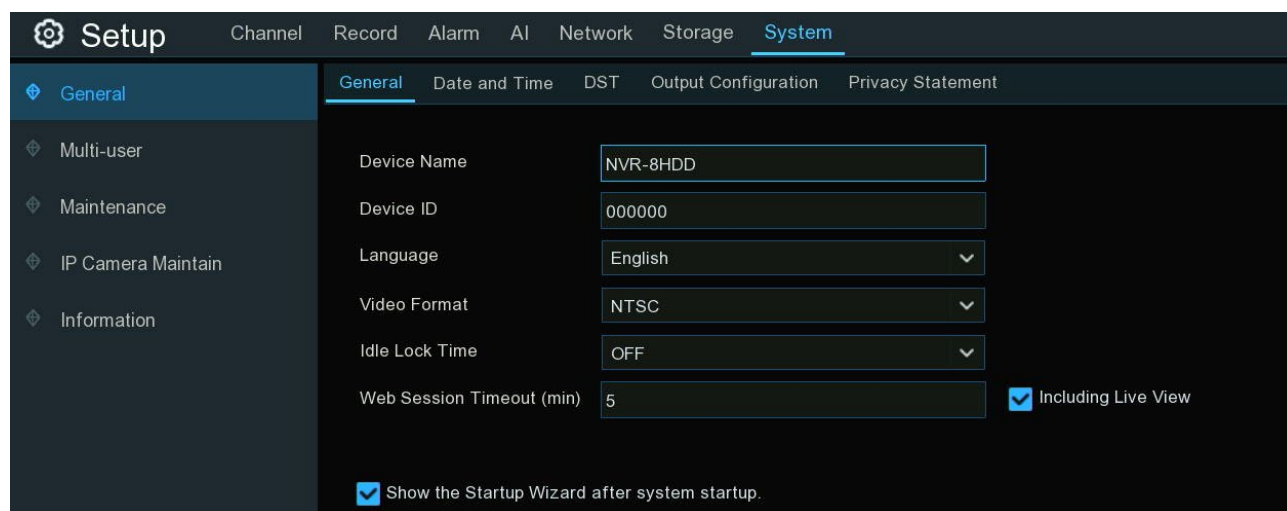 Setup Channel Record Alarm AI Network Storage System
General
Multi-user
Maintenance
IP Camera Maintain
Information
General Date and Time DST Output Configuration Privacy Statement
Device Name NVR-8HDD
Device ID 000000
Language English
Video Format NTSC
Idle Lock Time OFF
Web Session Timeout (min) 5 Including Live View
Show the Startup Wizard after system startup.